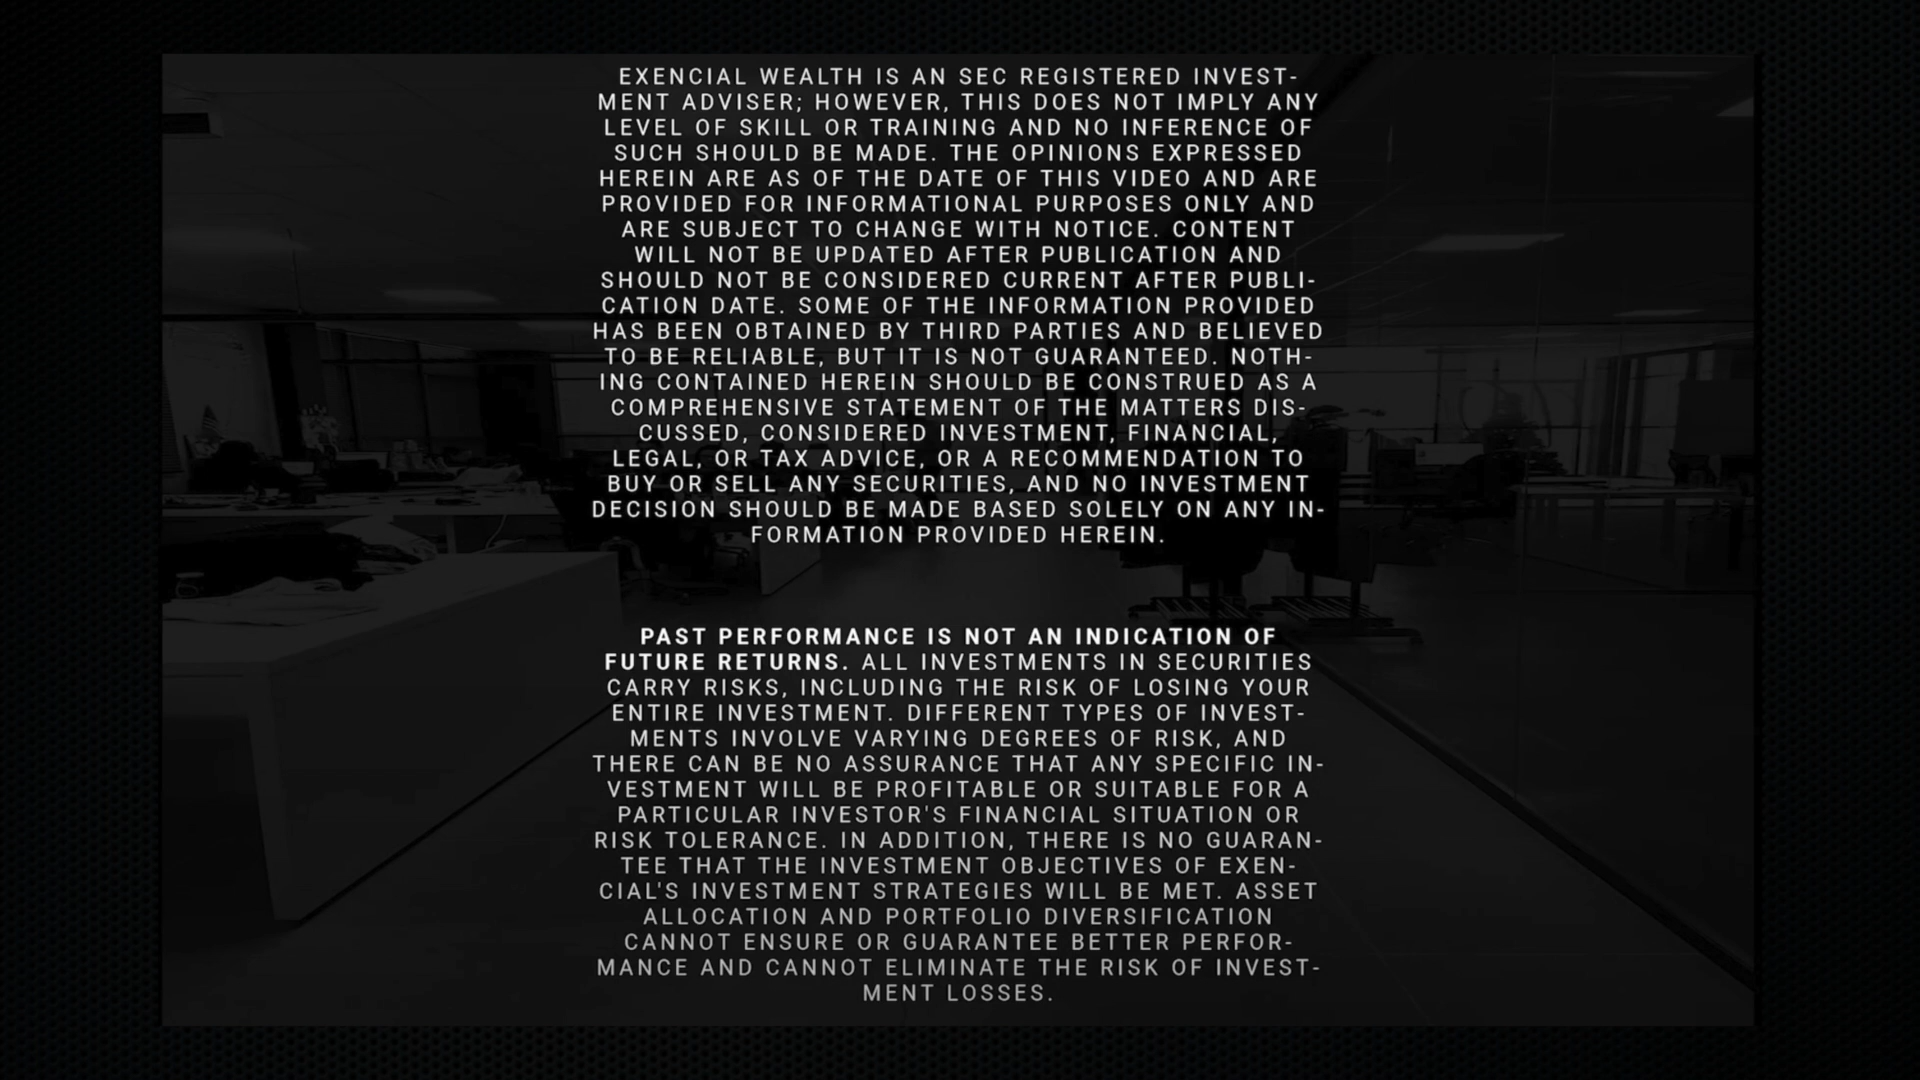 EXENCIAL WEALTH IS AN SEC REGISTERED INVEST-
MENT ADVISER; HOWEVER, THIS DOES NOT IMPLY ANY
LEVEL OF SKILL OR TRAINING AND NO INFERENCE OF
SUCH SHOULD BE MADE. THE OPINIONS EXPRESSED
HEREIN ARE AS OF THE DATE OF THIS VIDEO AND ARE
PROVIDED FOR INFORMATIONAL PURPOSES ONLY AND
ARE SUBJECT TO CHANGE WITH NOTICE. CONTENT
WILL NOT BE UPDATED AFTER PUBLICATION AND
SHOULD NOT BE CONSIDERED CURRENT AFTER PUBLI-
CATION DATE. SOME OF THE INFORMATION PROVIDED
HAS BEEN OBTAINED BY THIRD PARTIES AND BELIEVED
TO BE RELIABLE, BUT IT IS NOT GUARANTEED. NOTH-
ING CONTAINED HEREIN SHOULD BE CONSTRUED AS A
COMPREHENSIVE STATEMENT OF THE MATTERS DIS-
CUSSED, CONSIDERED INVESTMENT, FINANCIAL,
LEGAL, OR TAX ADVICE, OR A RECOMMENDATION TO
BUY OR SELL ANY SECURITIES, AND NO INVESTMENT
DECISION SHOULD BE MADE BASED SOLELY ON ANY IN-
FORMATION PROVIDED HEREIN.
PAST PERFORMANCE IS NOT AN INDICATION OF
FUTURE RETURNS. ALL INVESTMENTS IN SECURITIES
CARRY RISKS, INCLUDING THE RISK OF LOSING YOUR
ENTIRE INVESTMENT. DIFFERENT TYPES OF INVEST-
MENTS INVOLVE VARYING DEGREES OF RISK, AND
THERE CAN BE NO ASSURANCE THAT ANY SPECIFIC IN-
VESTMENT WILL BE PROFITABLE OR SUITABLE FOR A
PARTICULAR INVESTOR'S FINANCIAL SITUATION OR
RISK TOLERANCE. IN ADDITION, THERE IS NO GUARAN-
TEE THAT THE INVESTMENT OBJECTIVES OF EXEN-
CIAL'S INVESTMENT STRATEGIES WILL BE MET. ASSET
ALLOCATION AND PORTFOLIO DIVERSIFICATION
CANNOT ENSURE OR GUARANTEE BETTER PERFOR-
MANCE AND CANNOT ELIMINATE THE RISK OF INVEST-
MENT LOSSES.